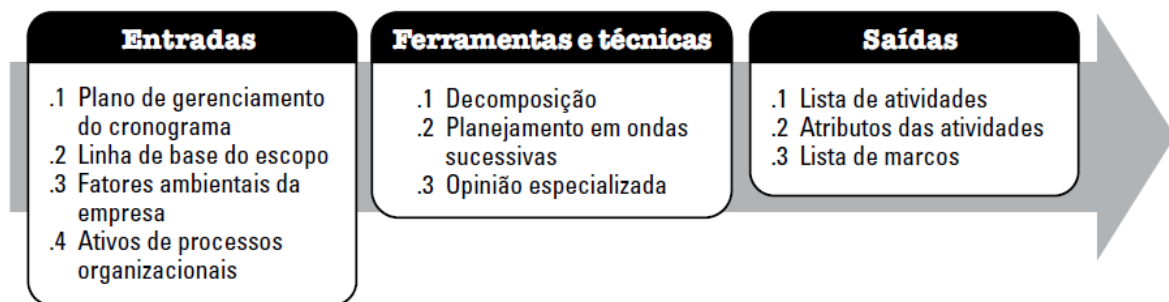 Entradas
.1 Plano de gerenciamento
do cronograma
.2 Linha de base do escopo
.3 Fatores ambientais da
empresa
.4 Ativos de processos
organizacionais
Ferramentas e técnicas
.1 Decomposição
.2 Planejamento em ondas
sucessivas
.3 Opinião especializada
Saídas
.1 Lista de atividades
.2 Atributos das atividades
.3 Lista de marcos